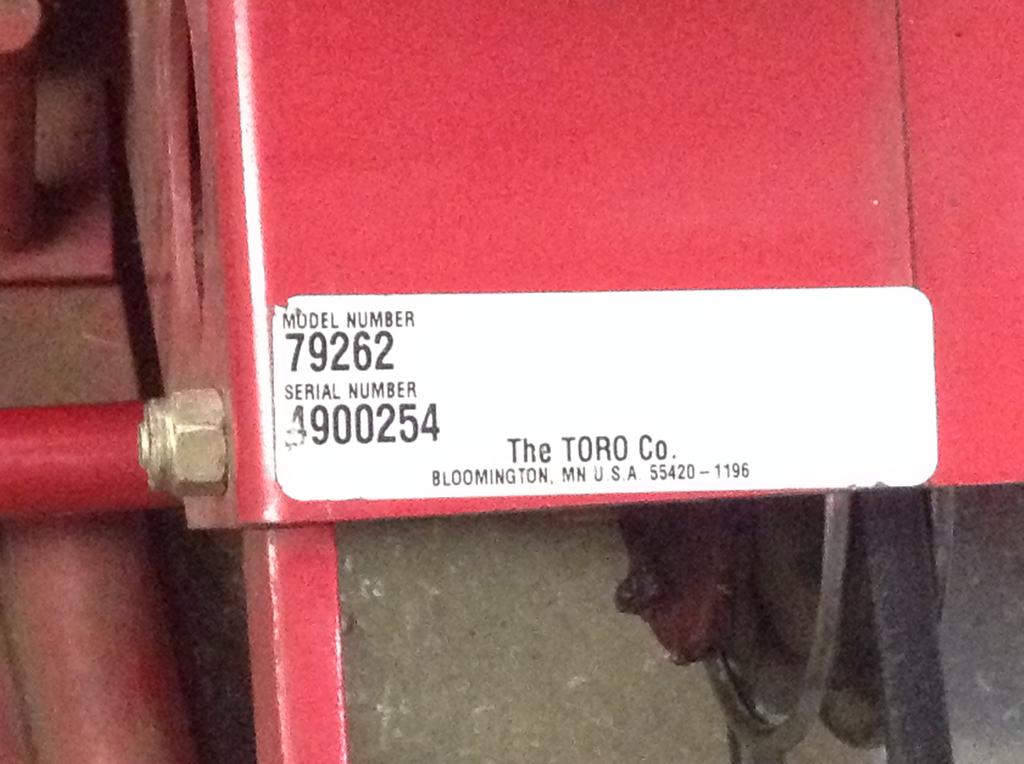 MODEL NUMBER
79262
SERIAL NUMBER
4900254
The TORO Co.
BLOOMINGTON, MN U.S.A. 55420-1196